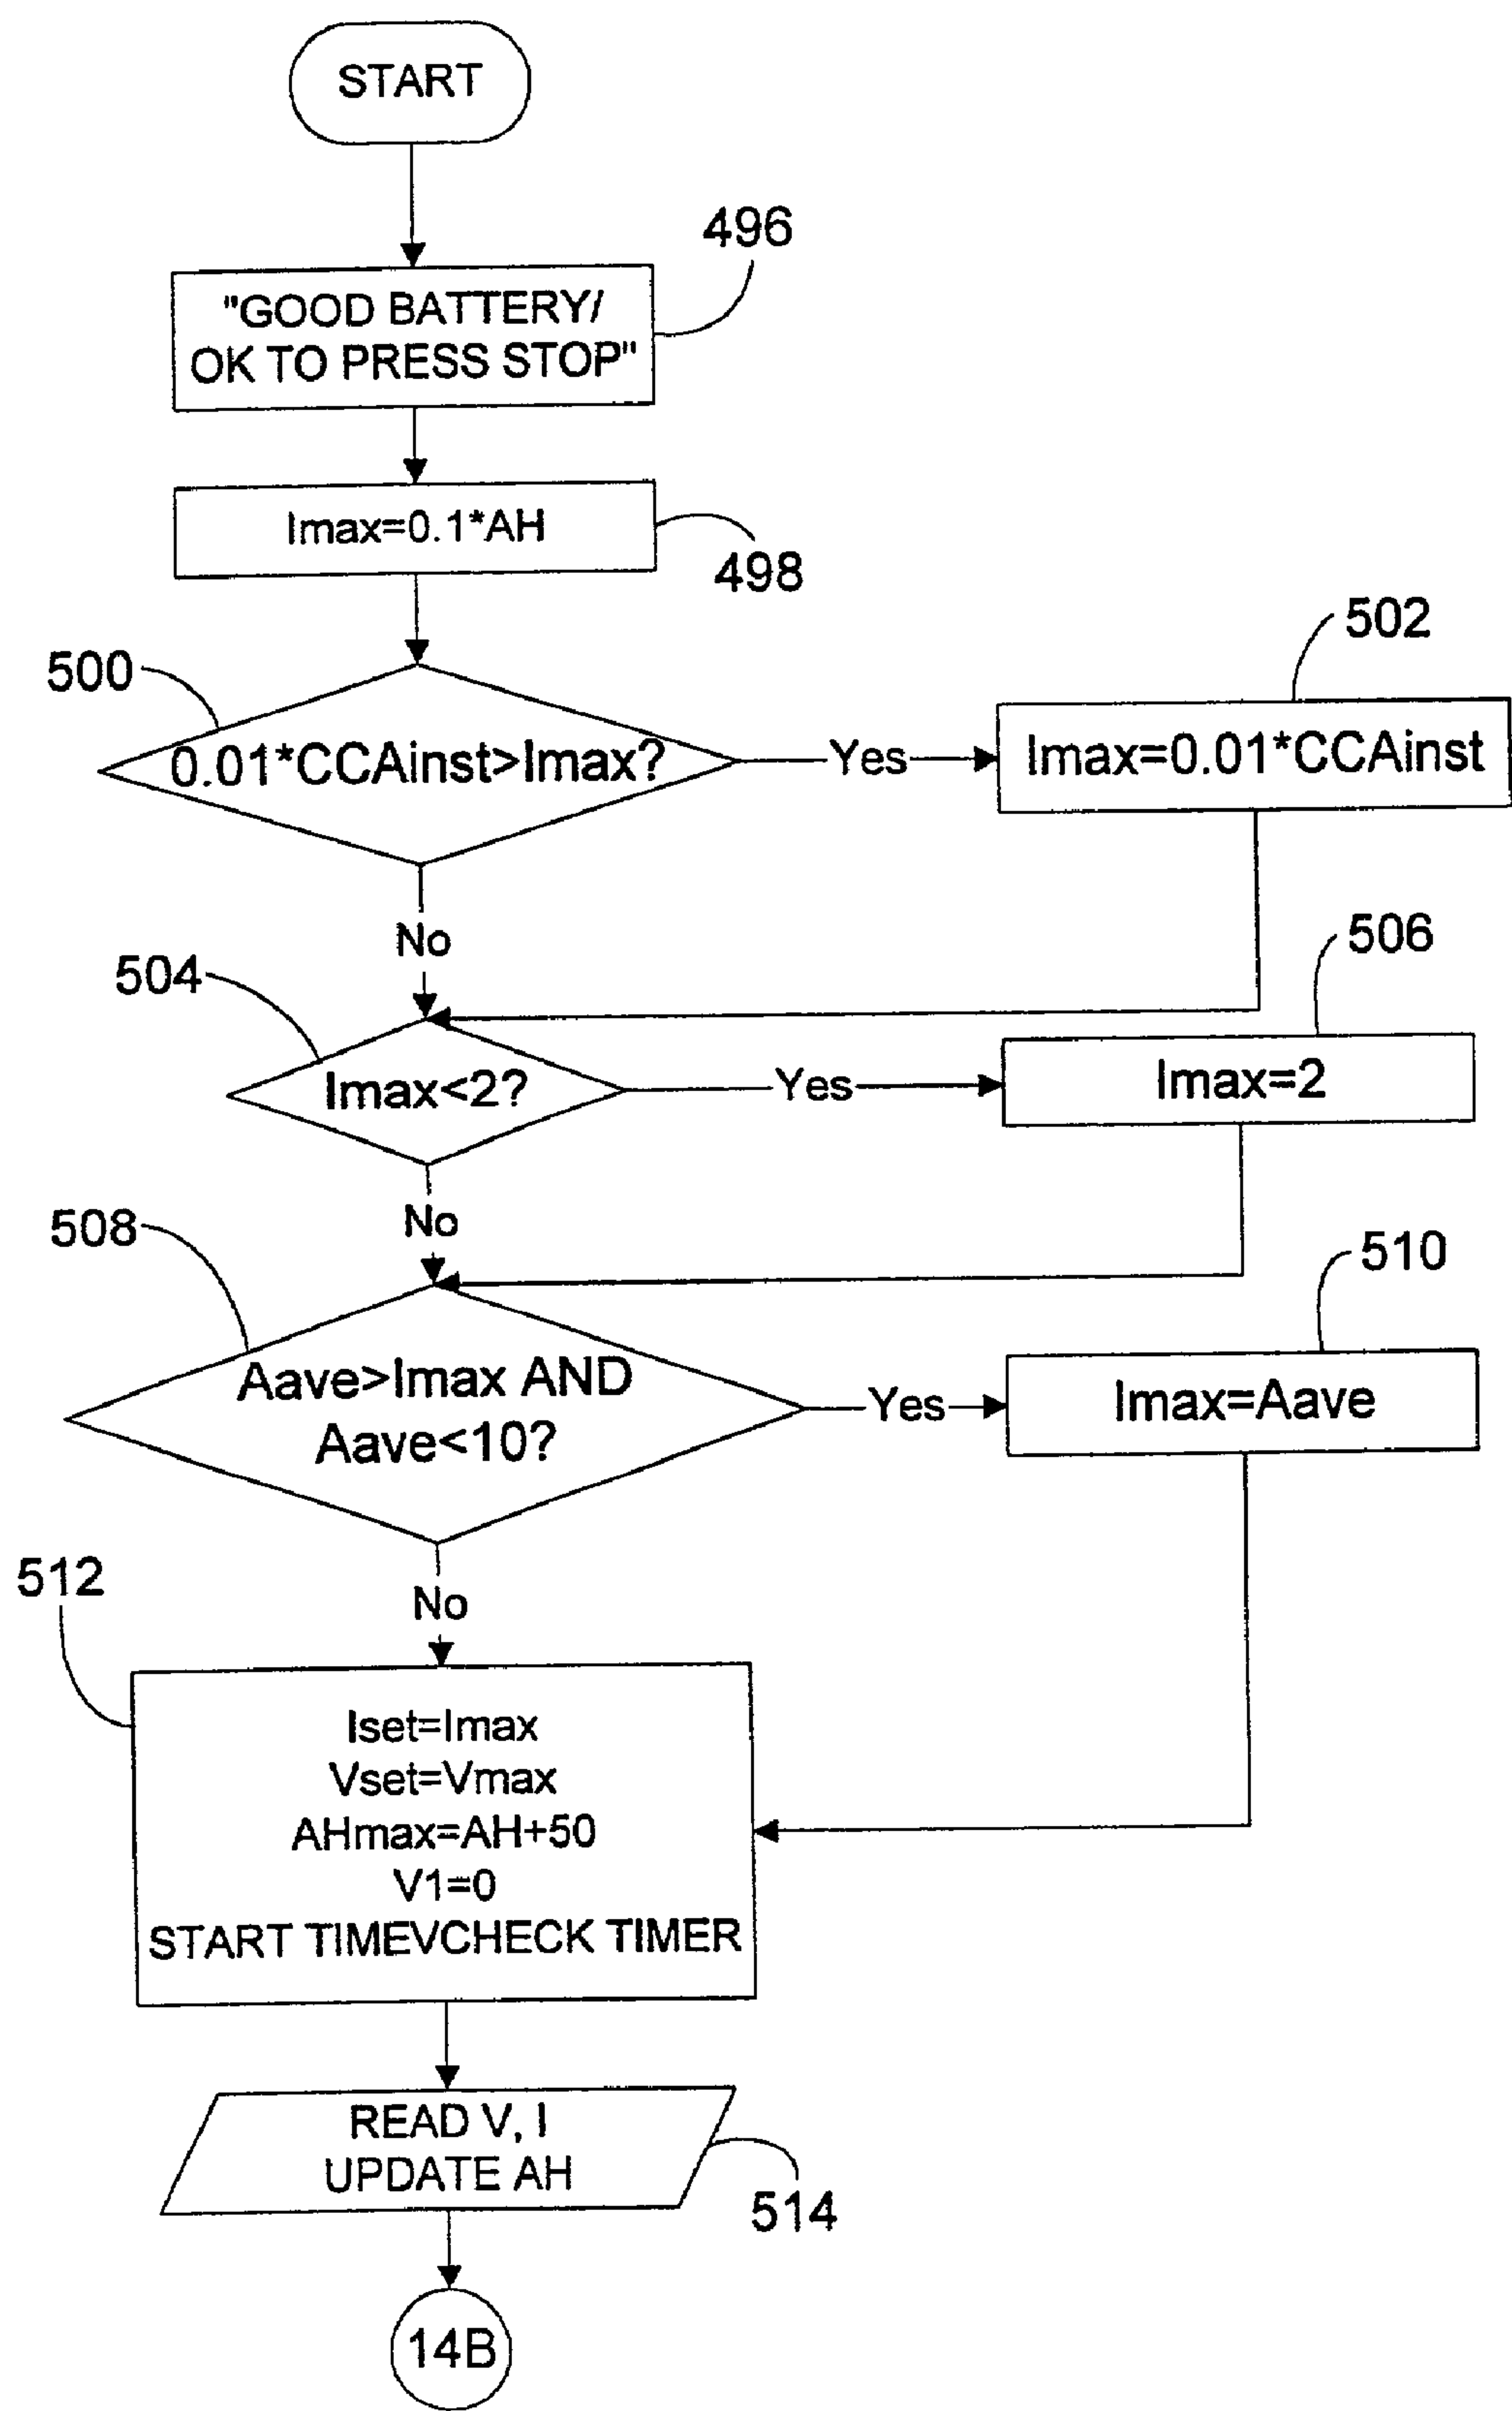 START
496
"GOOD BATTERY/
OK TO PRESS STOP"
Imax=0.1*AH
498
500
502
0.01*CCAinst>Imax?
Yes
Imax=0.01*CCAinst
No
504
506
Imax<2?
Yes
Imax=2
No
508
510
Aave>Imax AND
Aave<10?
Yes
Imax=Aave
No
512
Iset=Imax
Vset=Vmax
AHmax=AH+50
V1=0
START TIMEVCHECK TIMER
READ V, I
UPDATE AH
514
14B